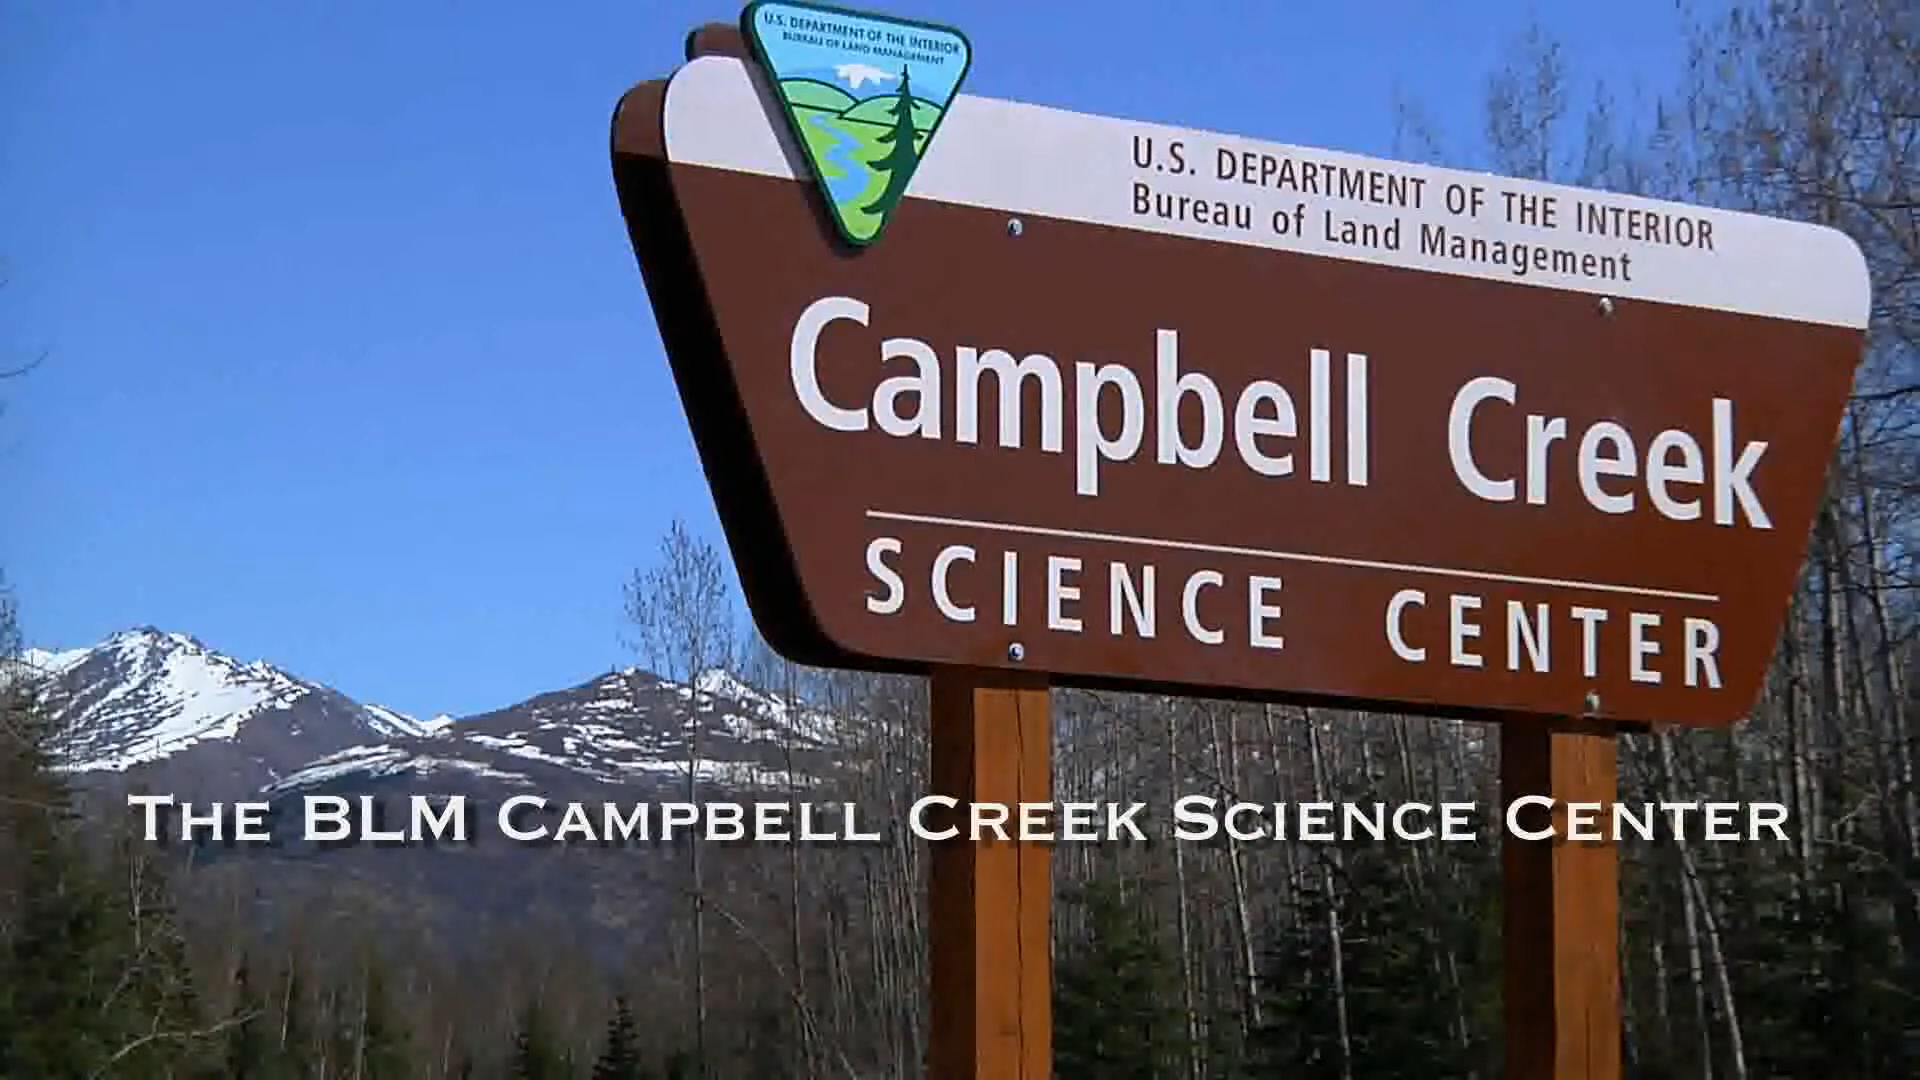 U.S. DEPARTMENT OF THE INTERIOR
BUREAU OF LAND MANAGEMENT
U.S. DEPARTMENT OF THE INTERIOR
Bureau of Land Management
Campbell Creek
SCIENCE CENTER
THE BLM CAMPBELL CREEK SCIENCE CENTER